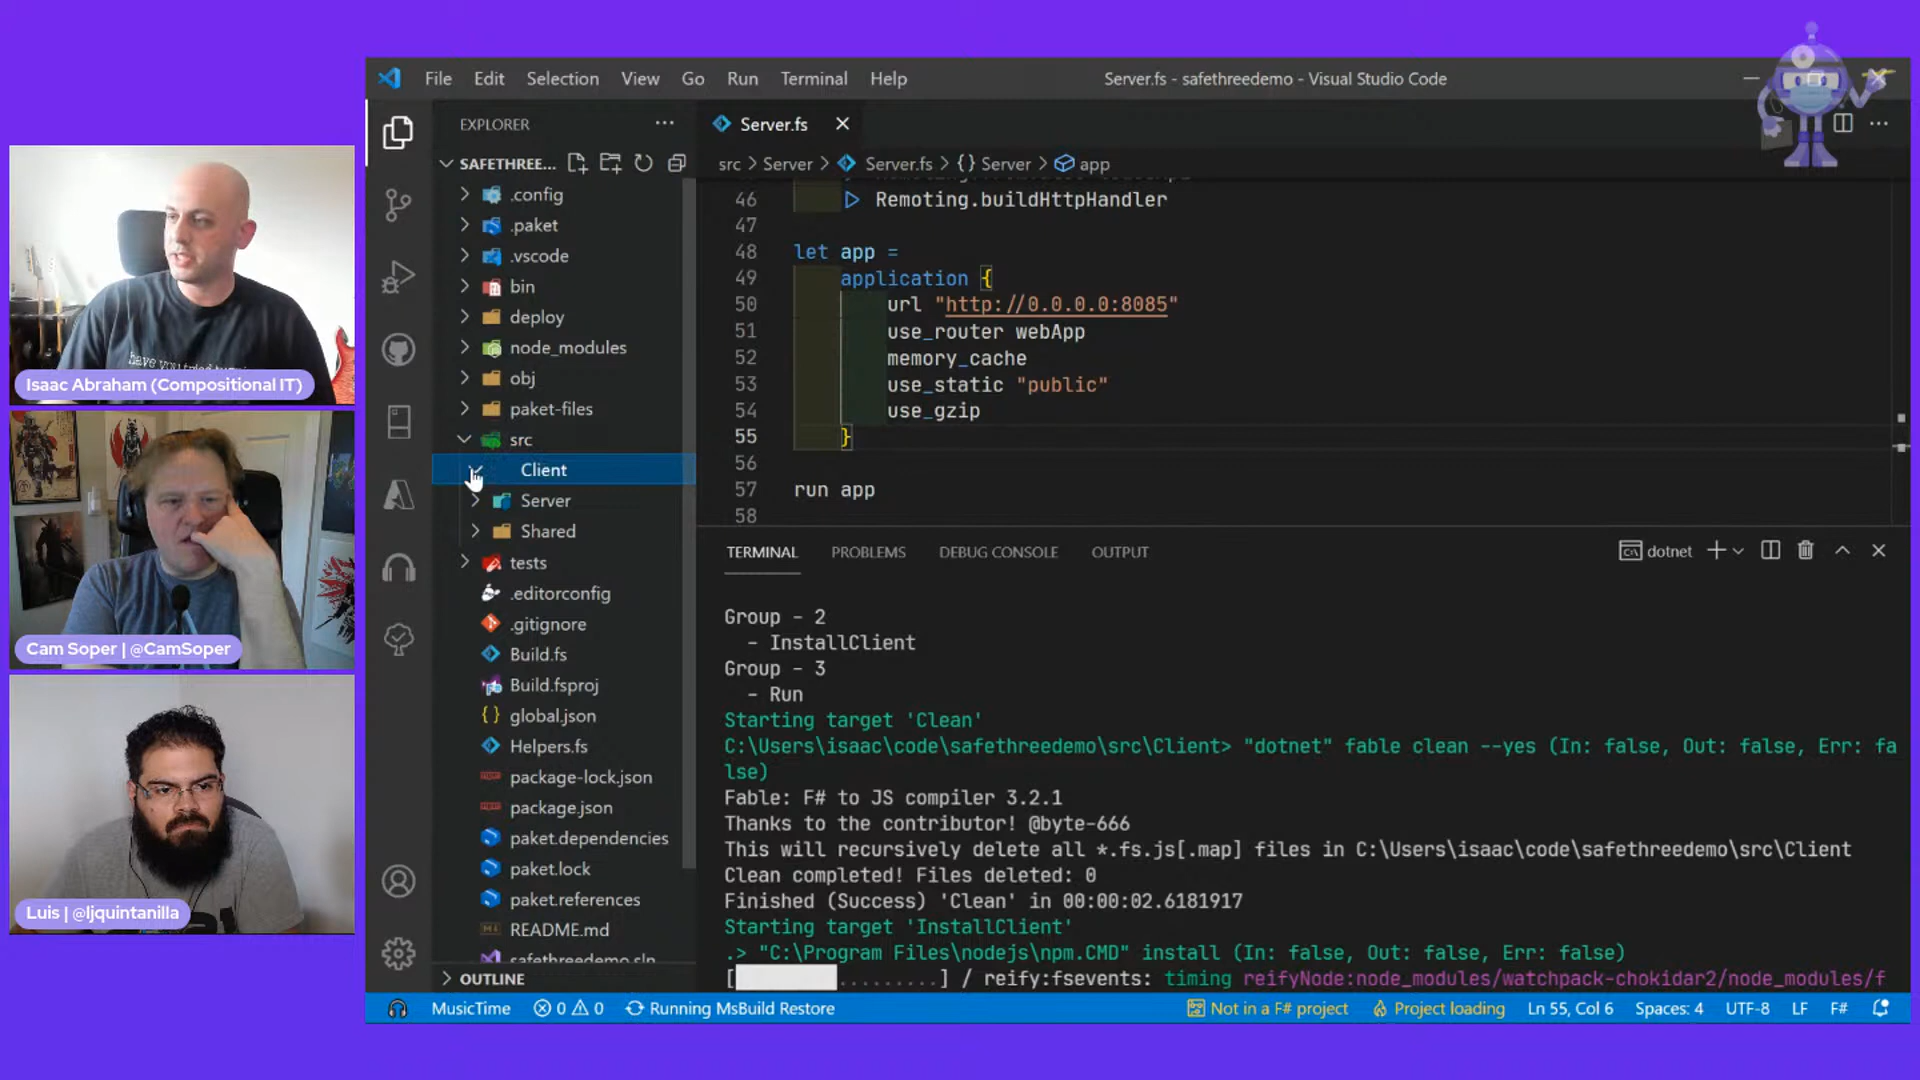 File Edit Selection View Go Run Terminal Help
Server.fs - safethreedemo - Visual Studio Code
EXPLORER
SAFETHREE...
.config
.paket
.vscode
bin
deploy
node_modules
obj
paket-files
src
Client
Server
Shared
tests
.editorconfig
.gitignore
Build.fs
Build.fsproj
global.json
Helpers.fs
package-lock.json
package.json
paket.dependencies
paket.lock
paket.references
README.md
safethreedemo.sln
OUTLINE
Server.fs
src > Server > Server.fs > {} Server > app
46 ▷ Remoting.buildHttpHandler
47
48 let app =
49 application {
50 url "http://0.0.0.0:8085"
51 use_router webApp
52 memory_cache
53 use_static "public"
54 use_gzip
55 }
56
57 run app
58
TERMINAL PROBLEMS DEBUG CONSOLE OUTPUT
dotnet
Group - 2
- InstallClient
Group - 3
- Run
Starting target 'Clean'
C:\Users\isaac\code\safethreedemo\src\Client> "dotnet" fable clean --yes (In: false, Out: false, Err: fa
lse)
Fable: F# to JS compiler 3.2.1
Thanks to the contributor! @byte-666
This will recursively delete all *.fs.js[.map] files in C:\Users\isaac\code\safethreedemo\src\Client
Clean completed! Files deleted: 0
Finished (Success) 'Clean' in 00:00:02.6181917
Starting target 'InstallClient'
.> "C:\Program Files\nodejs\npm.CMD" install (In: false, Out: false, Err: false)
[ .........] / reify:fsevents: timing reifyNode:node_modules/watchpack-chokidar2/node_modules/f
MusicTime 0 0 Running MsBuild Restore
Not in a F# project Project loading Ln 55, Col 6 Spaces: 4 UTF-8 LF F#
Isaac Abraham (Compositional IT)
Cam Soper | @CamSoper
Luis | @ljquintanilla